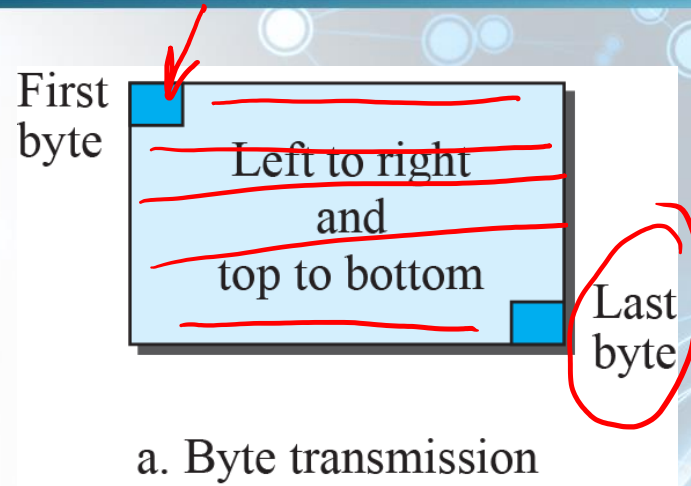 First
byte
Left to right
and
top to bottom
Last
byte
a. Byte transmission